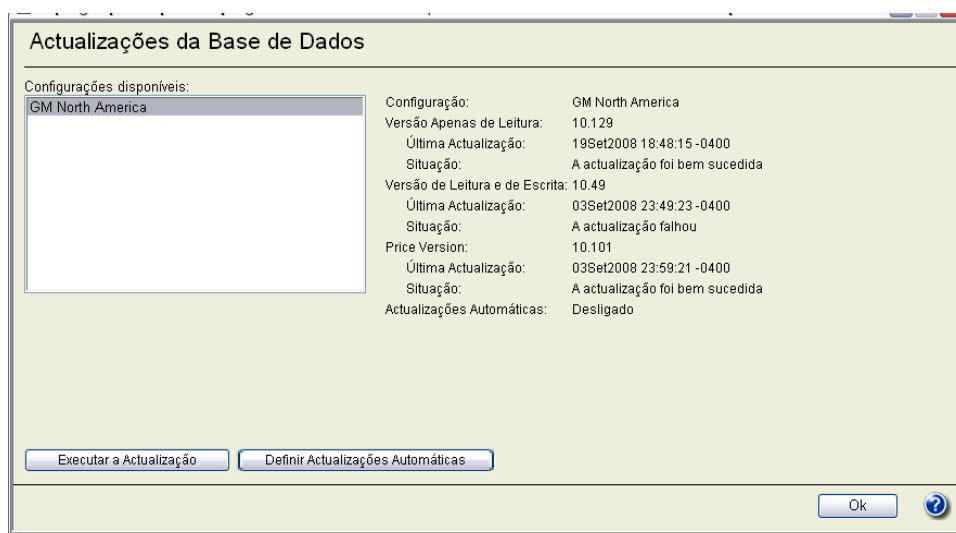 Actualizações da Base de Dados
Configurações disponíveis:
GM North America
Configuração: GM North America
Versão Apenas de Leitura: 10.129
Última Actualização: 19Set2008 18:48:15 -0400
Situação: A actualização foi bem sucedida
Versão de Leitura e de Escrita: 10.49
Última Actualização: 03Set2008 23:49:23 -0400
Situação: A actualização falhou
Price Version: 10.101
Última Actualização: 03Set2008 23:59:21 -0400
Situação: A actualização foi bem sucedida
Actualizações Automáticas: Desligado
Executar a Actualização Definir Actualizações Automáticas
Ok ?